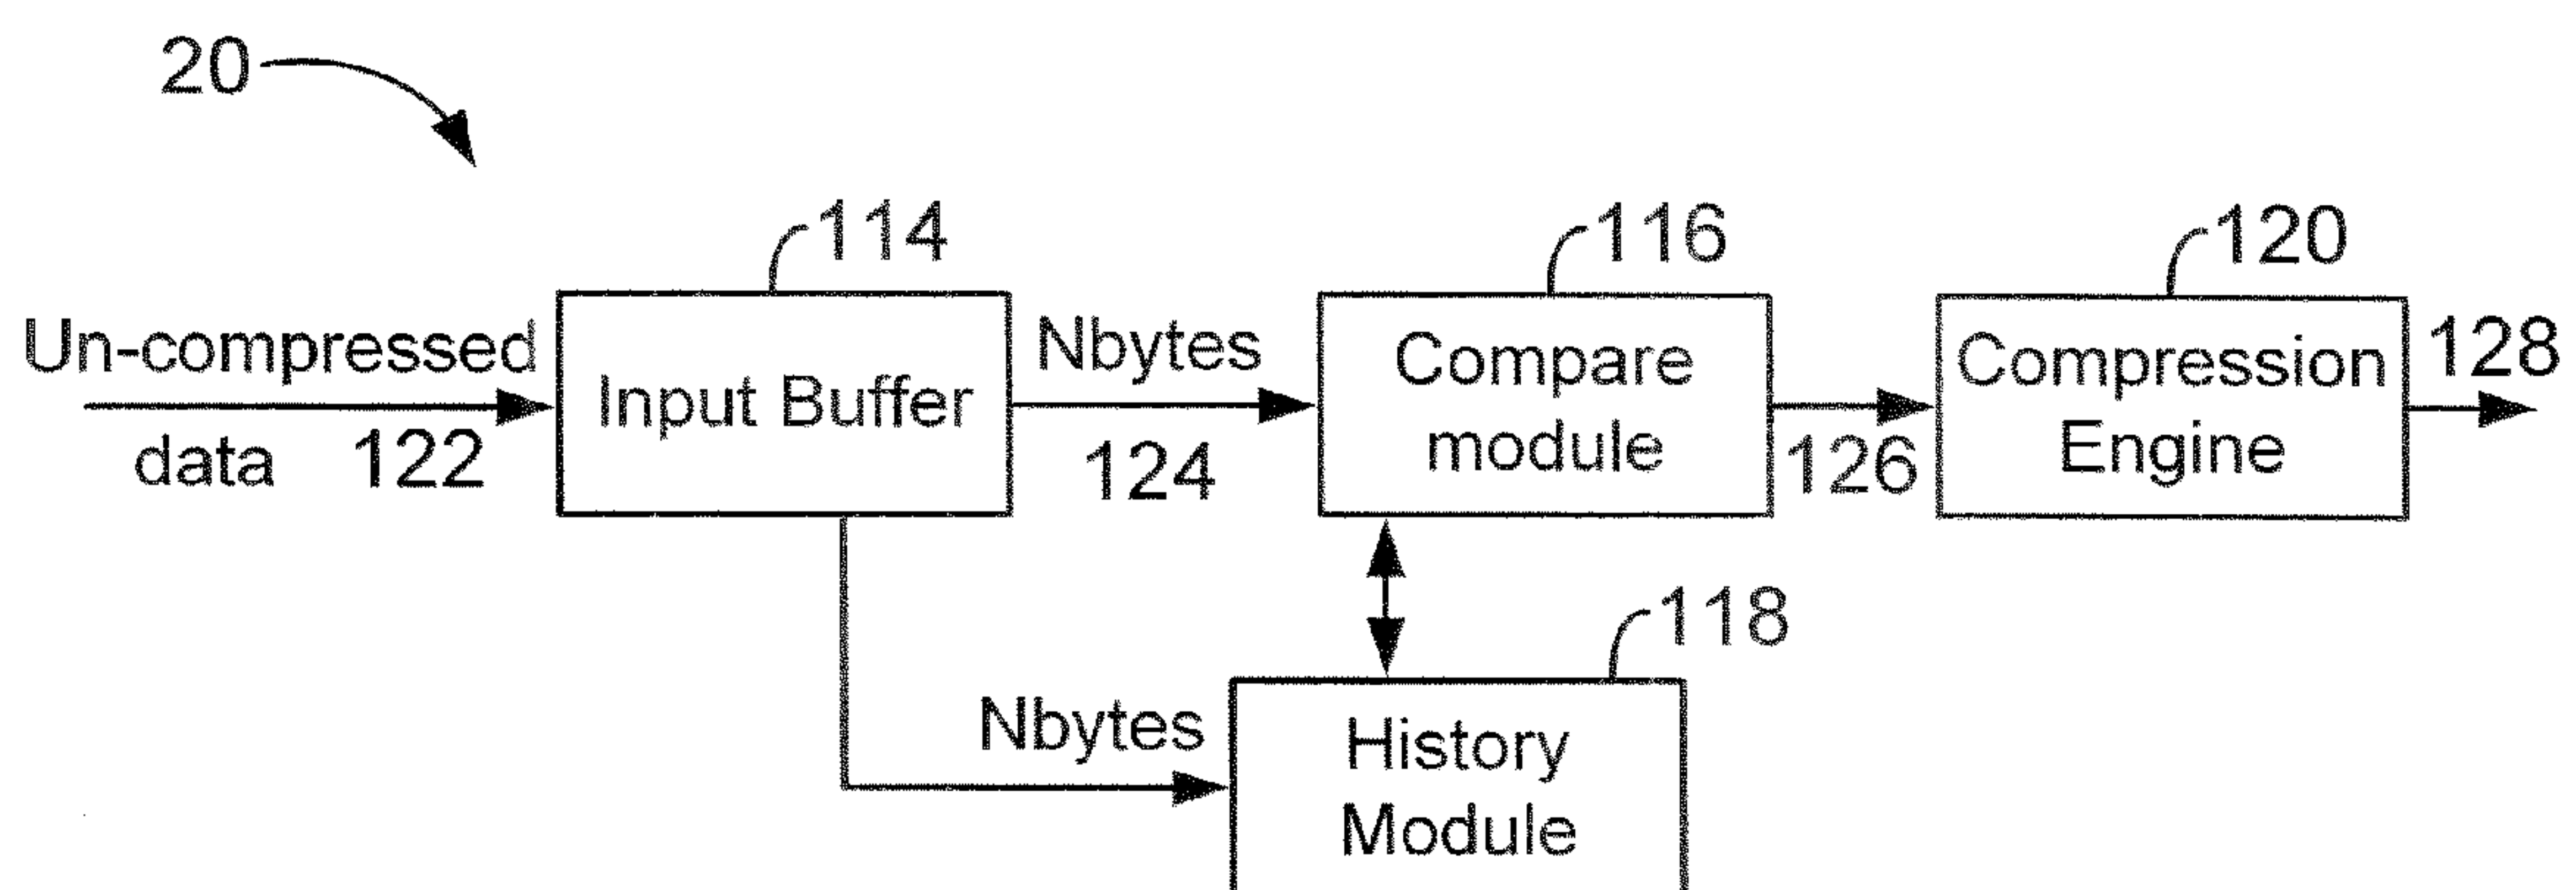 20
114
116
120
Un-compressed
data 122
Input Buffer
Nbytes
124
Compare
module
126
Compression
Engine
128
118
Nbytes
History
Module